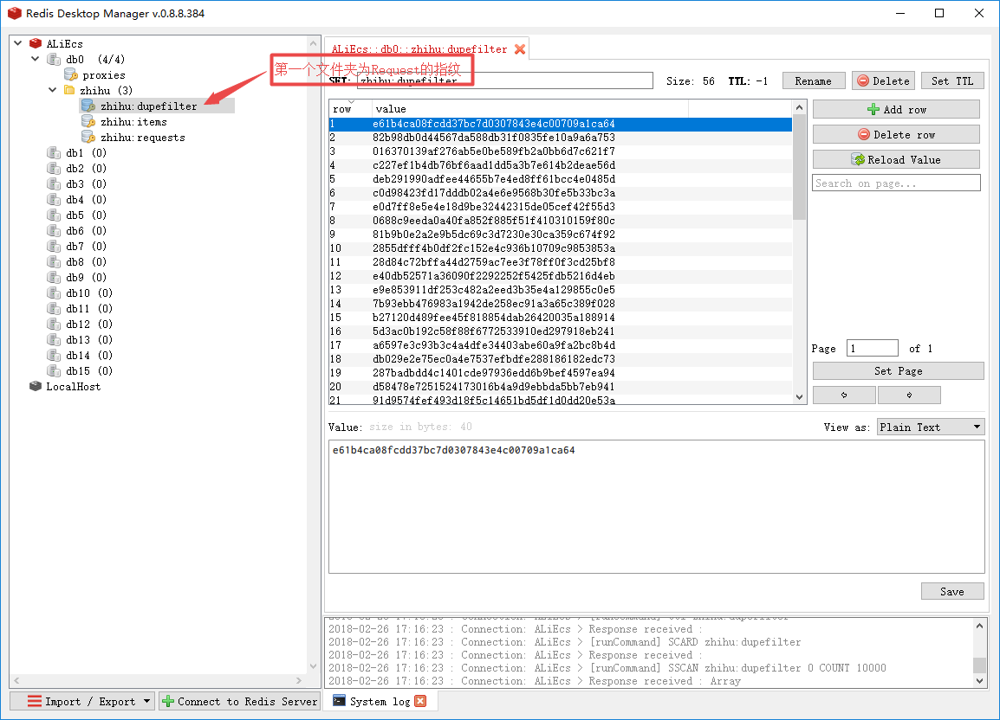 Redis Desktop Manager v.0.8.8.384
ALiEcs
db0 (4/4)
proxies
zhihu (3)
zhihu:dupefilter
zhihu:items
zhihu:requests
db1 (0)
db2 (0)
db3 (0)
db4 (0)
db5 (0)
db6 (0)
db7 (0)
db8 (0)
db9 (0)
db10 (0)
db11 (0)
db12 (0)
db13 (0)
db14 (0)
db15 (0)
LocalHost
Import / Export
Connect to Redis Server
ALiEcs::db0::zhihu:dupefilter
第一个文件夹为Request的指纹
SET: zhihu:dupefilter Size: 56 TTL: -1 Rename Delete Set TTL
row value
1 e61b4ca08fcdd37bc7d0307843e4c00709a1ca64
2 82b98db0d44567da588db31f0835fe10a9a6a753
3 016370139af276ab5e0be589fb2a0bb6d7c621f7
4 c227ef1b4db76bf6aad1dd5a3b7e614b2deae56d
5 deb291990adfee44655b7e4ed8ff61bcc4e0485d
6 c0d98423fd17dddb02a4e6e9568b30fe5b33bc3a
7 e0d7ff8e5e4e18d9be32442315de05cef42f55d3
8 0688c9eeda0a40fa852f885f51f410310159f80c
9 81b9b0e2a2e9b5dc69c3d7230e30ca359c674f92
10 2855dfff4b0df2fc152e4c936b10709c9853853a
11 28d84c72bffa44d2759ac7ee3f78ff0f3cd25bf8
12 e40db52571a36090f2292252f5425fdb5216d4eb
13 e9e853911df253c482a2eed3b35e4a129855c0e5
14 7b93ebb476983a1942de258ec91a3a65c389f028
15 b27120d489fee45f818854dab26420035a188914
16 5d3ac0b192c58f88f6772533910ed297918eb241
17 a6597e3c93b3c4a4dfe34403abe60a9fa2bc8b4d
18 db029e2e75ec0a4e7537efbdfe288186182edc73
19 287badbdd4c1401cde97936edd6b9bef4597ea94
20 d58478e7251524173016b4a9d9ebbda5bb7eb941
21 91d9574fef493d18f5c14651bd5df1d0dd20e53a
Add row
Delete row
Reload Value
Search on page...
Page 1 of 1
Set Page
Value: size in bytes: 40
View as: Plain Text
e61b4ca08fcdd37bc7d0307843e4c00709a1ca64
Save
2018-02-26 17:16:23 : Connection: ALiEcs > Response received :
2018-02-26 17:16:23 : Connection: ALiEcs > [runCommand] SCARD zhihu:dupefilter
2018-02-26 17:16:23 : Connection: ALiEcs > Response received :
2018-02-26 17:16:23 : Connection: ALiEcs > [runCommand] SSCAN zhihu:dupefilter 0 COUNT 10000
2018-02-26 17:16:23 : Connection: ALiEcs > Response received : Array
System log